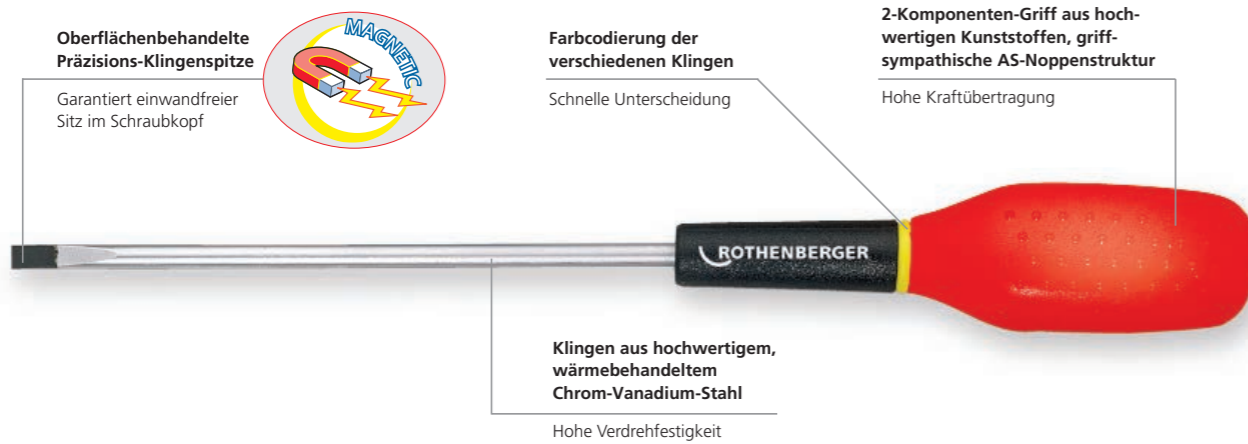 Oberflächenbehandelte
Präzisions-Klingenspitze
Garantiert einwandfreier
Sitz im Schraubkopf
MAGNETIC
Farbcodierung der
verschiedenen Klingen
Schnelle Unterscheidung
2-Komponenten-Griff aus hoch-
wertigen Kunststoffen, griff-
sympathische AS-Noppenstruktur
Hohe Kraftübertragung
ROTHENBERGER
Klingen aus hochwertigem,
wärmebehandeltem
Chrom-Vanadium-Stahl
Hohe Verdrehfestigkeit